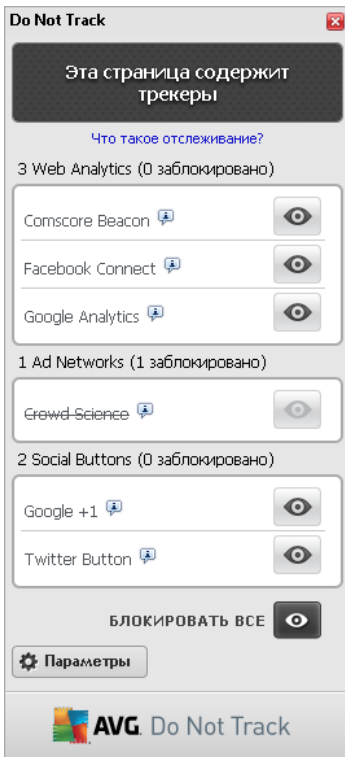 Do Not Track
Эта страница содержит
трекеры
Что такое отслеживание?
3 Web Analytics (0 заблокировано)
Comscore Beacon
Facebook Connect
Google Analytics
1 Ad Networks (1 заблокировано)
Crowd Science
2 Social Buttons (0 заблокировано)
Google +1
Twitter Button
БЛОКИРОВАТЬ ВСЕ
Параметры
AVG. Do Not Track